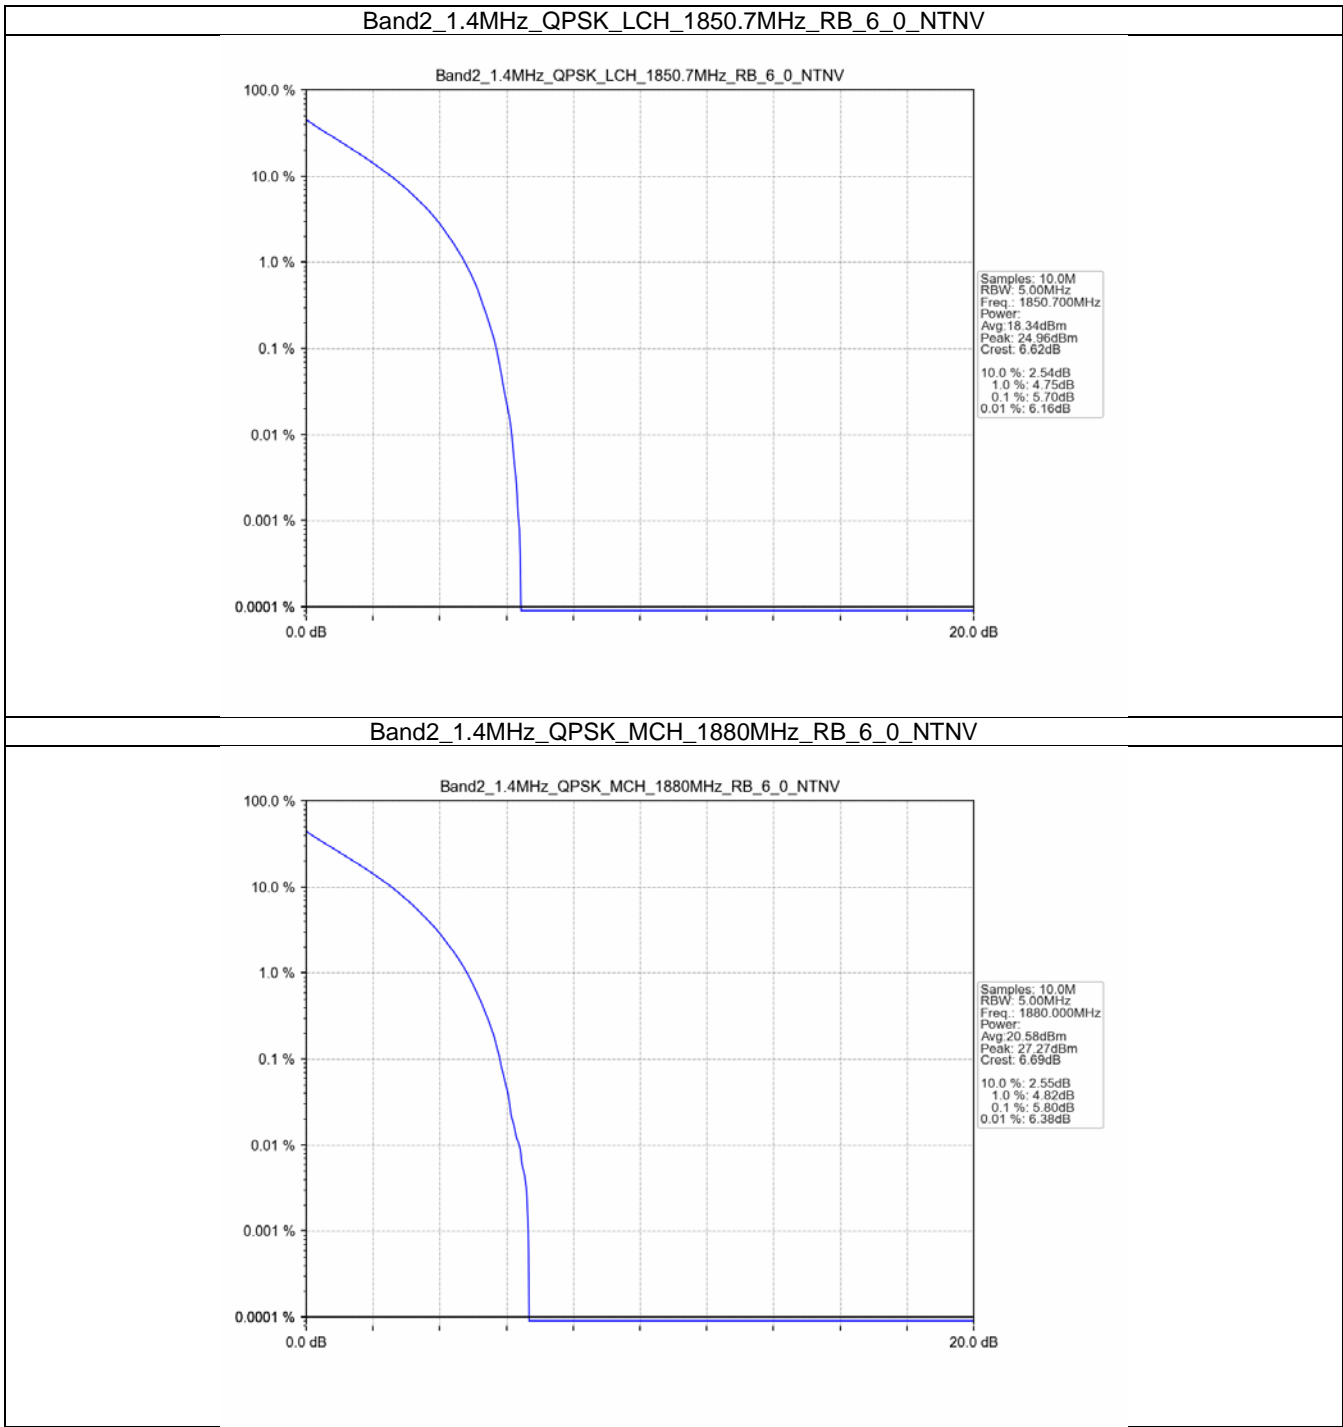 Band2_1.4MHz_QPSK_LCH_1850.7MHz_RB_6_0_NTNV
Band2_1.4MHz_QPSK_LCH_1850.7MHz_RB_6_0_NTNV
100.0 %
10.0 %
1.0 %
0.1 %
0.01 %
0.001 %
0.0001 %
0.0 dB
20.0 dB
Samples: 10.0M
RBW: 5.00MHz
Freq.: 1850.700MHz
Power:
Avg:18.34dBm
Peak: 24.96dBm
Crest: 6.62dB
10.0 %: 2.54dB
1.0 %: 4.75dB
0.1 %: 5.70dB
0.01 %: 6.16dB
Band2_1.4MHz_QPSK_MCH_1880MHz_RB_6_0_NTNV
Band2_1.4MHz_QPSK_MCH_1880MHz_RB_6_0_NTNV
100.0 %
10.0 %
1.0 %
0.1 %
0.01 %
0.001 %
0.0001 %
0.0 dB
20.0 dB
Samples: 10.0M
RBW: 5.00MHz
Freq.: 1880.000MHz
Power:
Avg:20.58dBm
Peak: 27.27dBm
Crest: 6.69dB
10.0 %: 2.55dB
1.0 %: 4.82dB
0.1 %: 5.80dB
0.01 %: 6.38dB